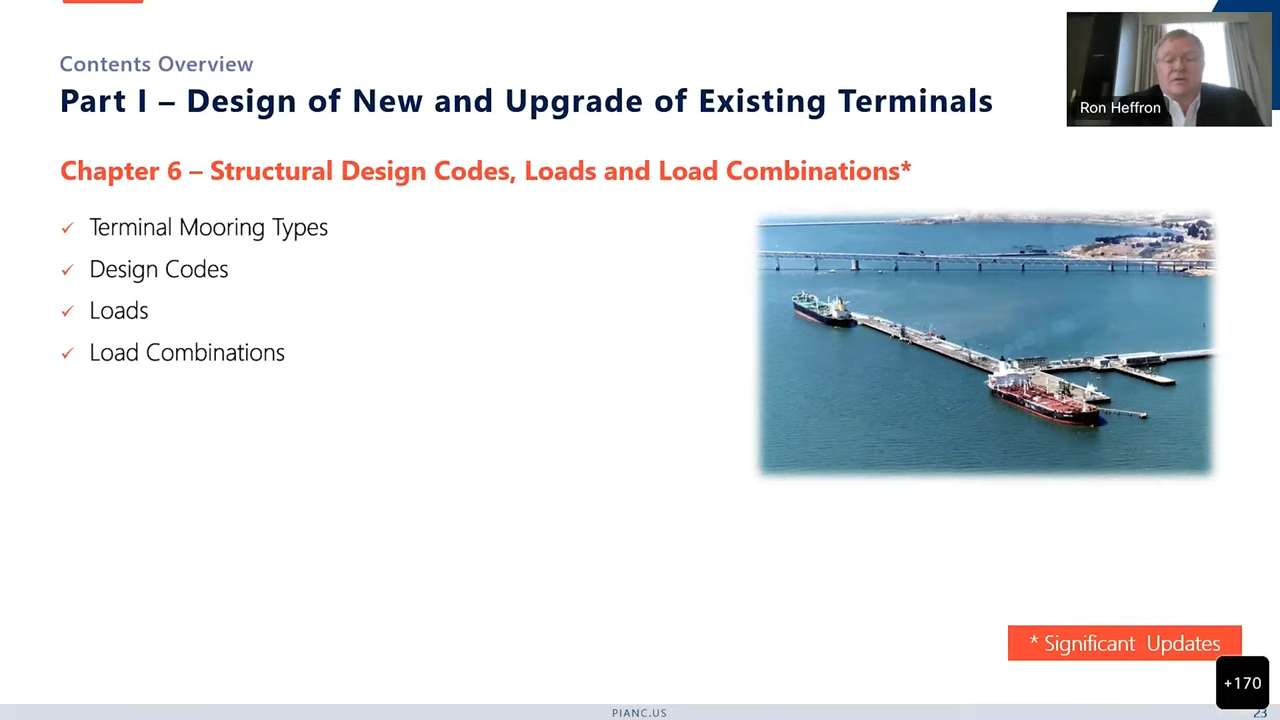 Contents Overview
Part I – Design of New and Upgrade of Existing Terminals
Ron Heffron
Chapter 6 – Structural Design Codes, Loads and Load Combinations*
✓ Terminal Mooring Types
✓ Design Codes
✓ Loads
✓ Load Combinations
* Significant Updates
+170
PIANC.US
23